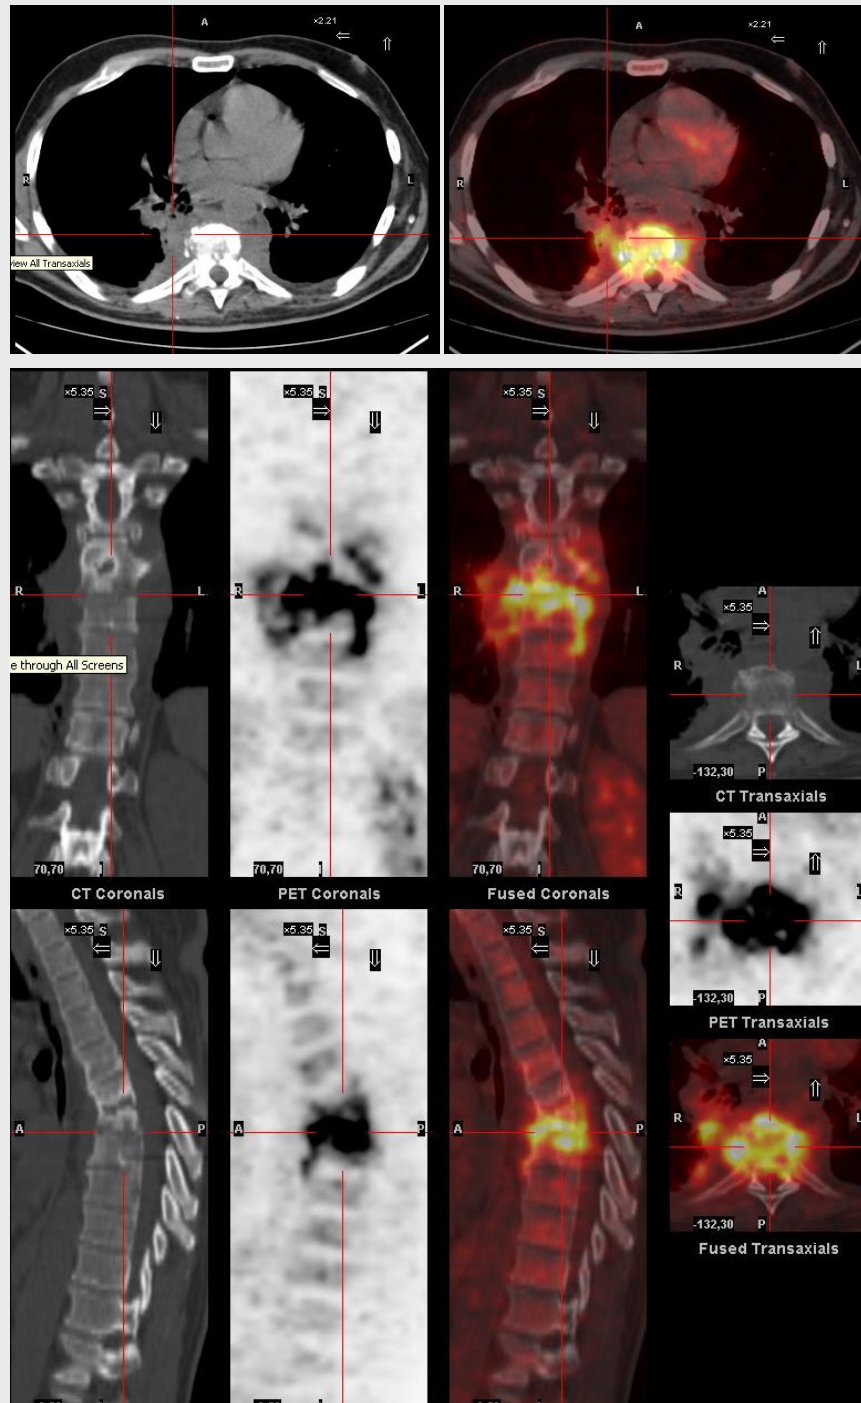 A
×2.21
R
L
view All Transaxials
A
×2.21
R
L
×5.35 S
R
L
e through All Screens
70,70
I
CT Coronals
×5.35 S
R
L
70,70
I
PET Coronals
×5.35 S
R
L
70,70
I
Fused Coronals
A
×5.35
R
L
-132,30 P
CT Transaxials
A
×5.35
R
L
-132,30 P
PET Transaxials
A
×5.35
R
L
-132,30 P
Fused Transaxials
×5.35 S
A
P
×5.35 S
A
P
×5.35 S
A
P